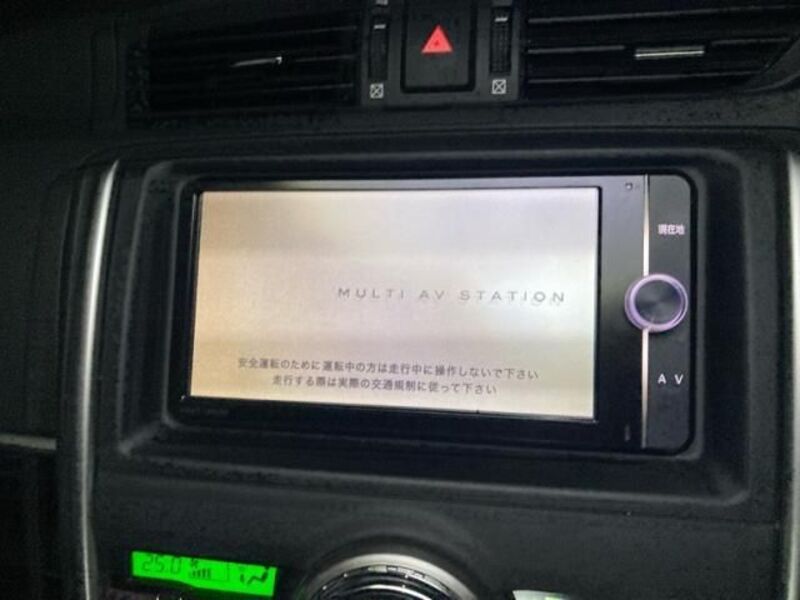 現在地
MULTI AV STATION
安全運転のために運転中の方は走行中に操作しないで下さい
走行する際は実際の交通規制に従って下さい
AV
25.0